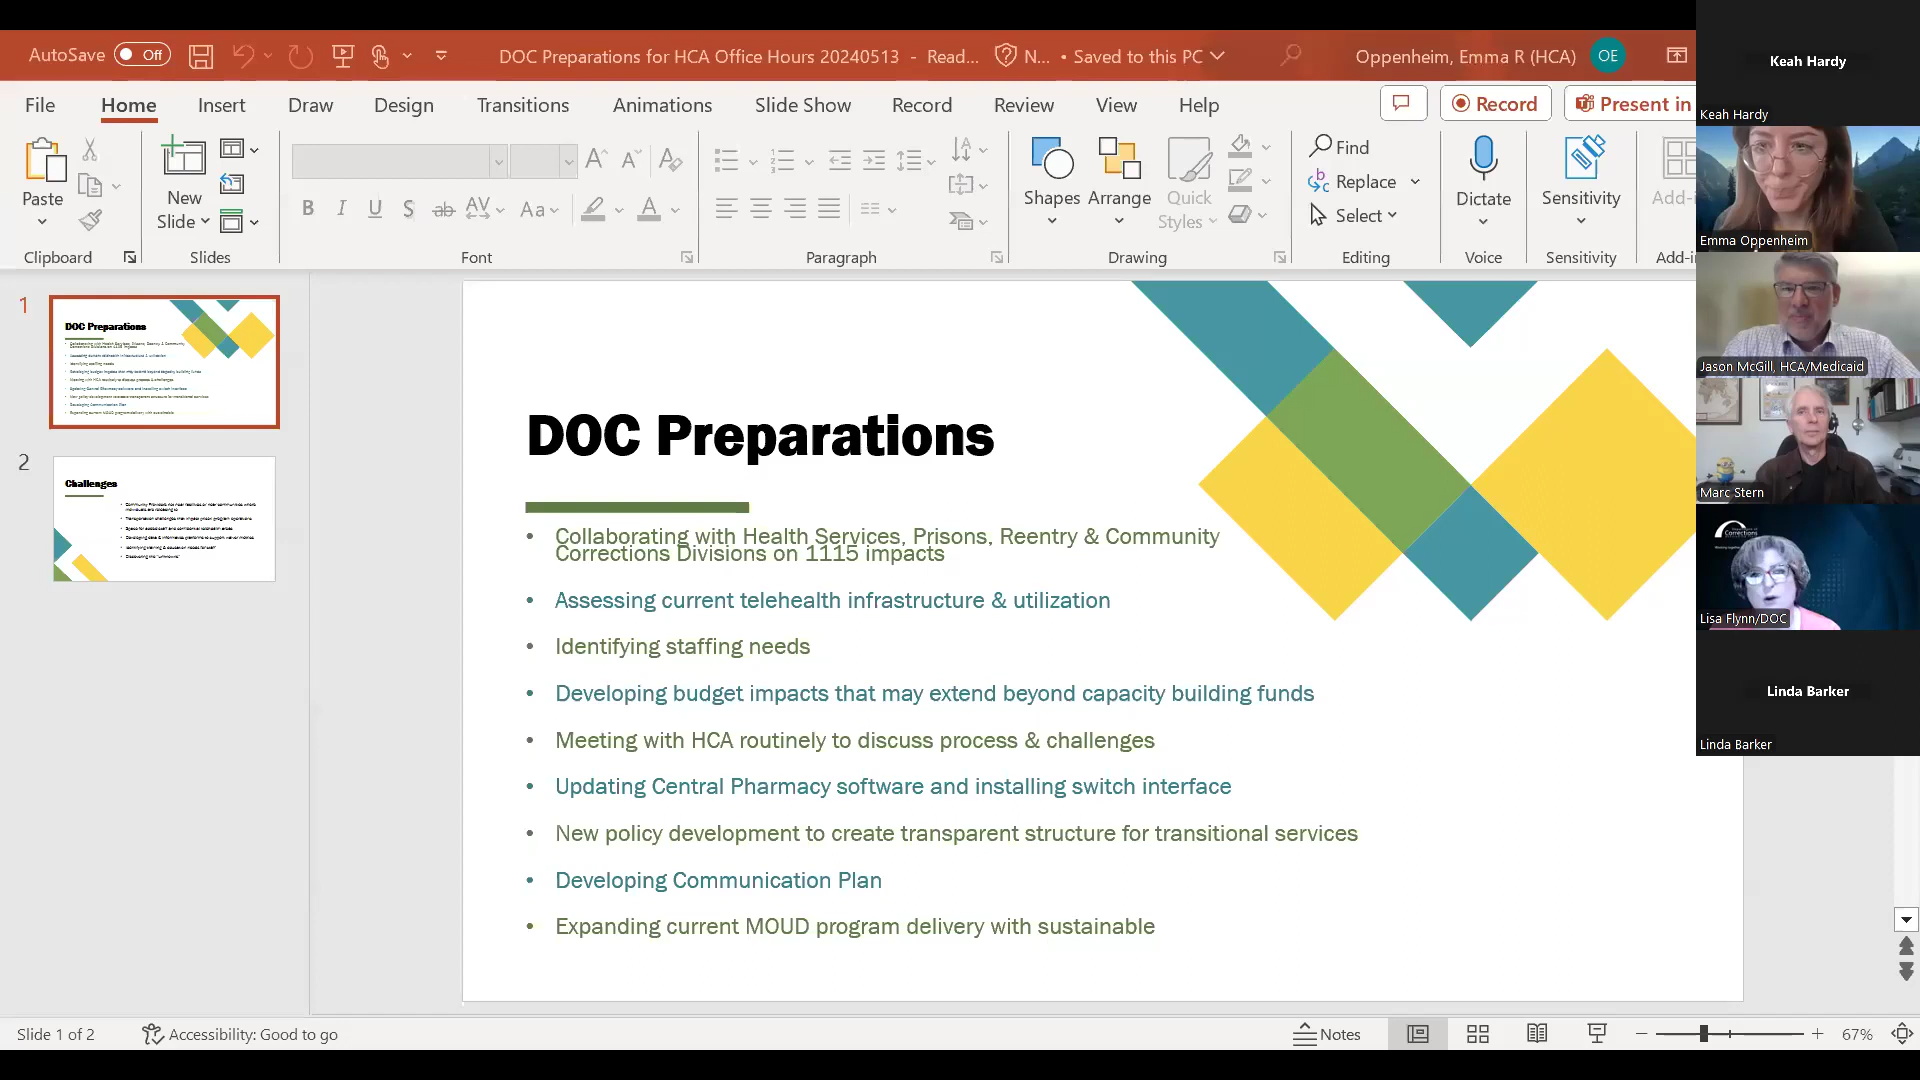 AutoSave Off
DOC Preparations for HCA Office Hours 20240513 - Read... N... • Saved to this PC
Oppenheim, Emma R (HCA) OE
File Home Insert Draw Design Transitions Animations Slide Show Record Review View Help
Record
Present in
Paste
New
Slide
Aa
Shapes Arrange Quick
Styles
Find
Replace
Select
Dictate
Sensitivity
Add-i
Clipboard Slides Font Paragraph Drawing Editing Voice Sensitivity Add-i
1
DOC Preparations
2
Challenges
DOC Preparations
• Collaborating with Health Services, Prisons, Reentry & Community
Corrections Divisions on 1115 impacts
• Assessing current telehealth infrastructure & utilization
• Identifying staffing needs
• Developing budget impacts that may extend beyond capacity building funds
• Meeting with HCA routinely to discuss process & challenges
• Updating Central Pharmacy software and installing switch interface
• New policy development to create transparent structure for transitional services
• Developing Communication Plan
• Expanding current MOUD program delivery with sustainable
Keah Hardy
Keah Hardy
Emma Oppenheim
Jason McGill, HCA/Medicaid
Marc Stern
Corrections
Lisa Flynn/DOC
Linda Barker
Linda Barker
Slide 1 of 2
Accessibility: Good to go
Notes
67%